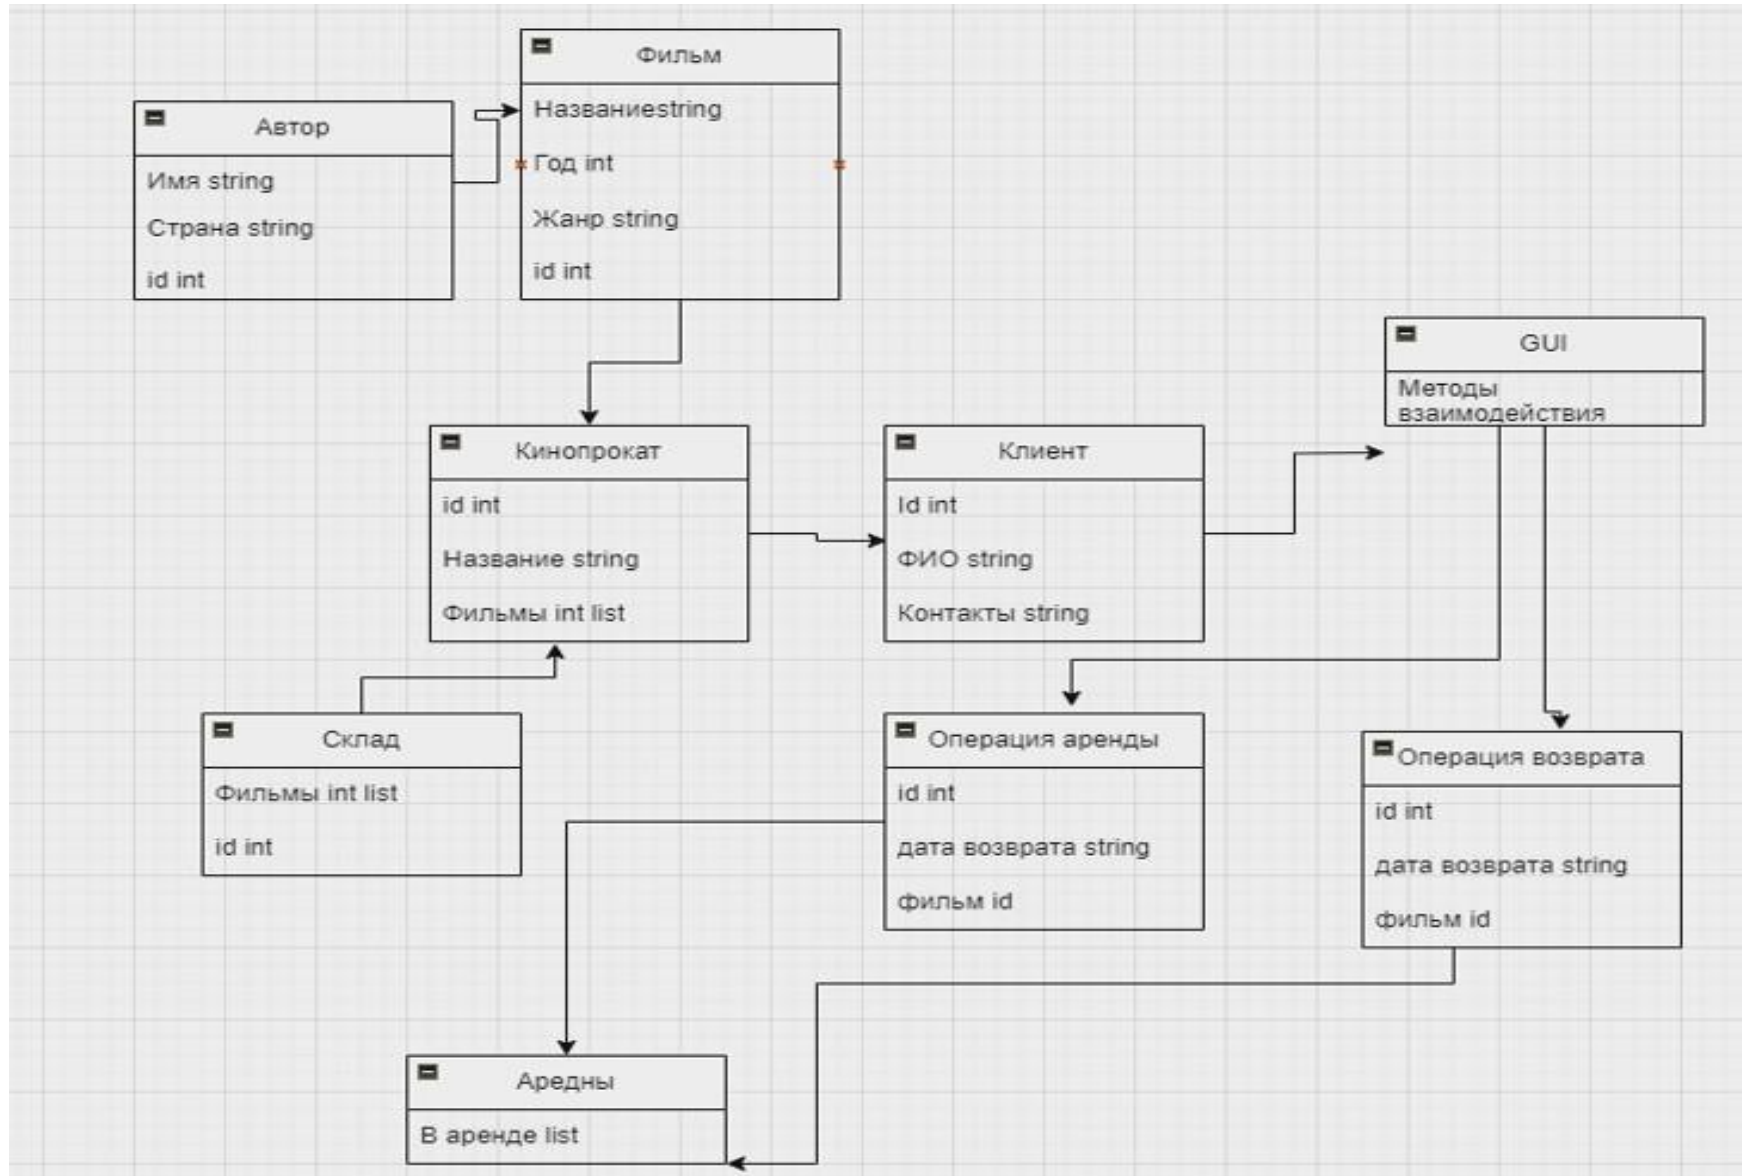 Фильм
Названиеstring
Год int
Жанр string
id int
Автор
Имя string
Страна string
id int
GUI
Методы
взаимодействия
Кинопрокат
id int
Название string
Фильмы int list
Клиент
Id int
ФИО string
Контакты string
Склад
Фильмы int list
id int
Операция аренды
id int
дата возврата string
фильм id
Операция возврата
id int
дата возврата string
фильм id
Аредны
В аренде list